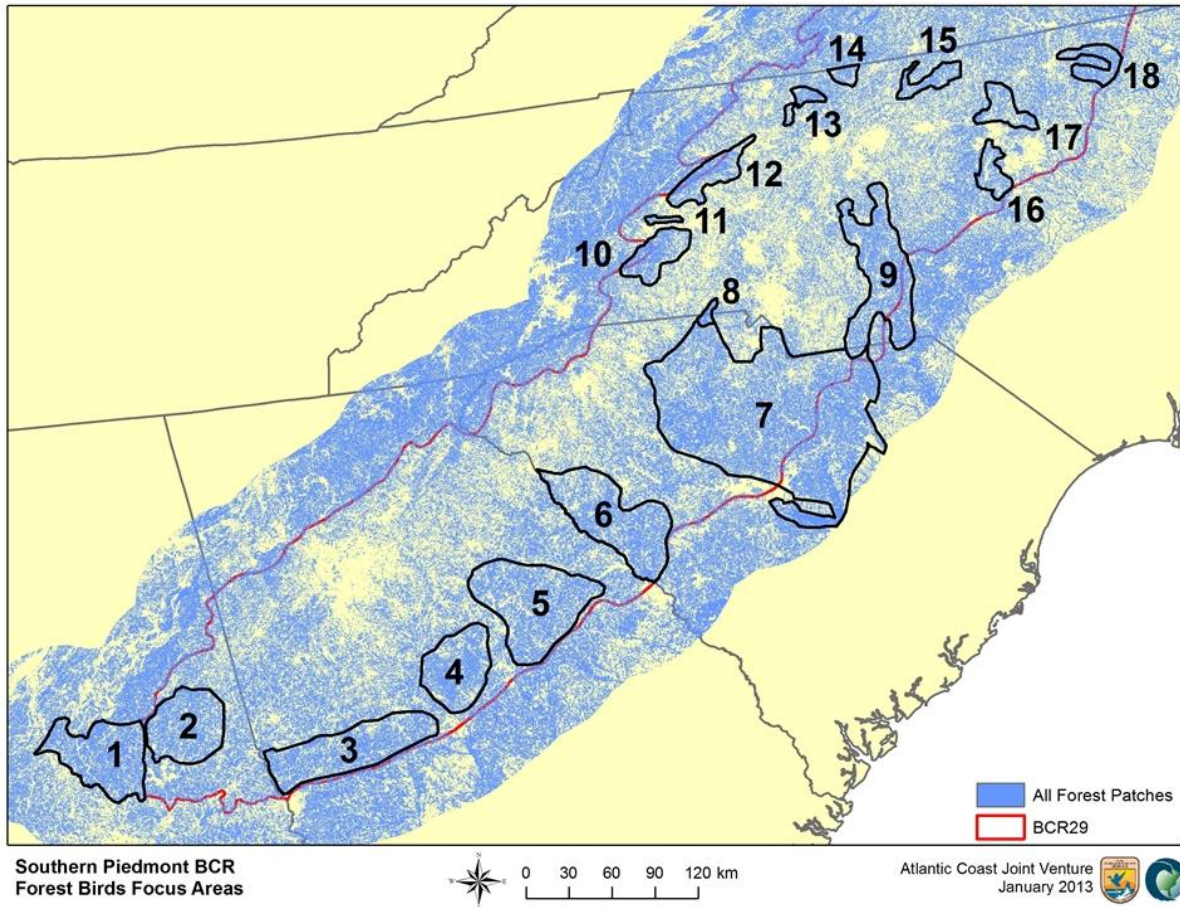 14
15
18
13
17
12
16
11
10
9
8
7
6
5
4
2
3
1
All Forest Patches
BCR29
Southern Piedmont BCR
Forest Birds Focus Areas
0 30 60 90 120 km
Atlantic Coast Joint Venture
January 2013